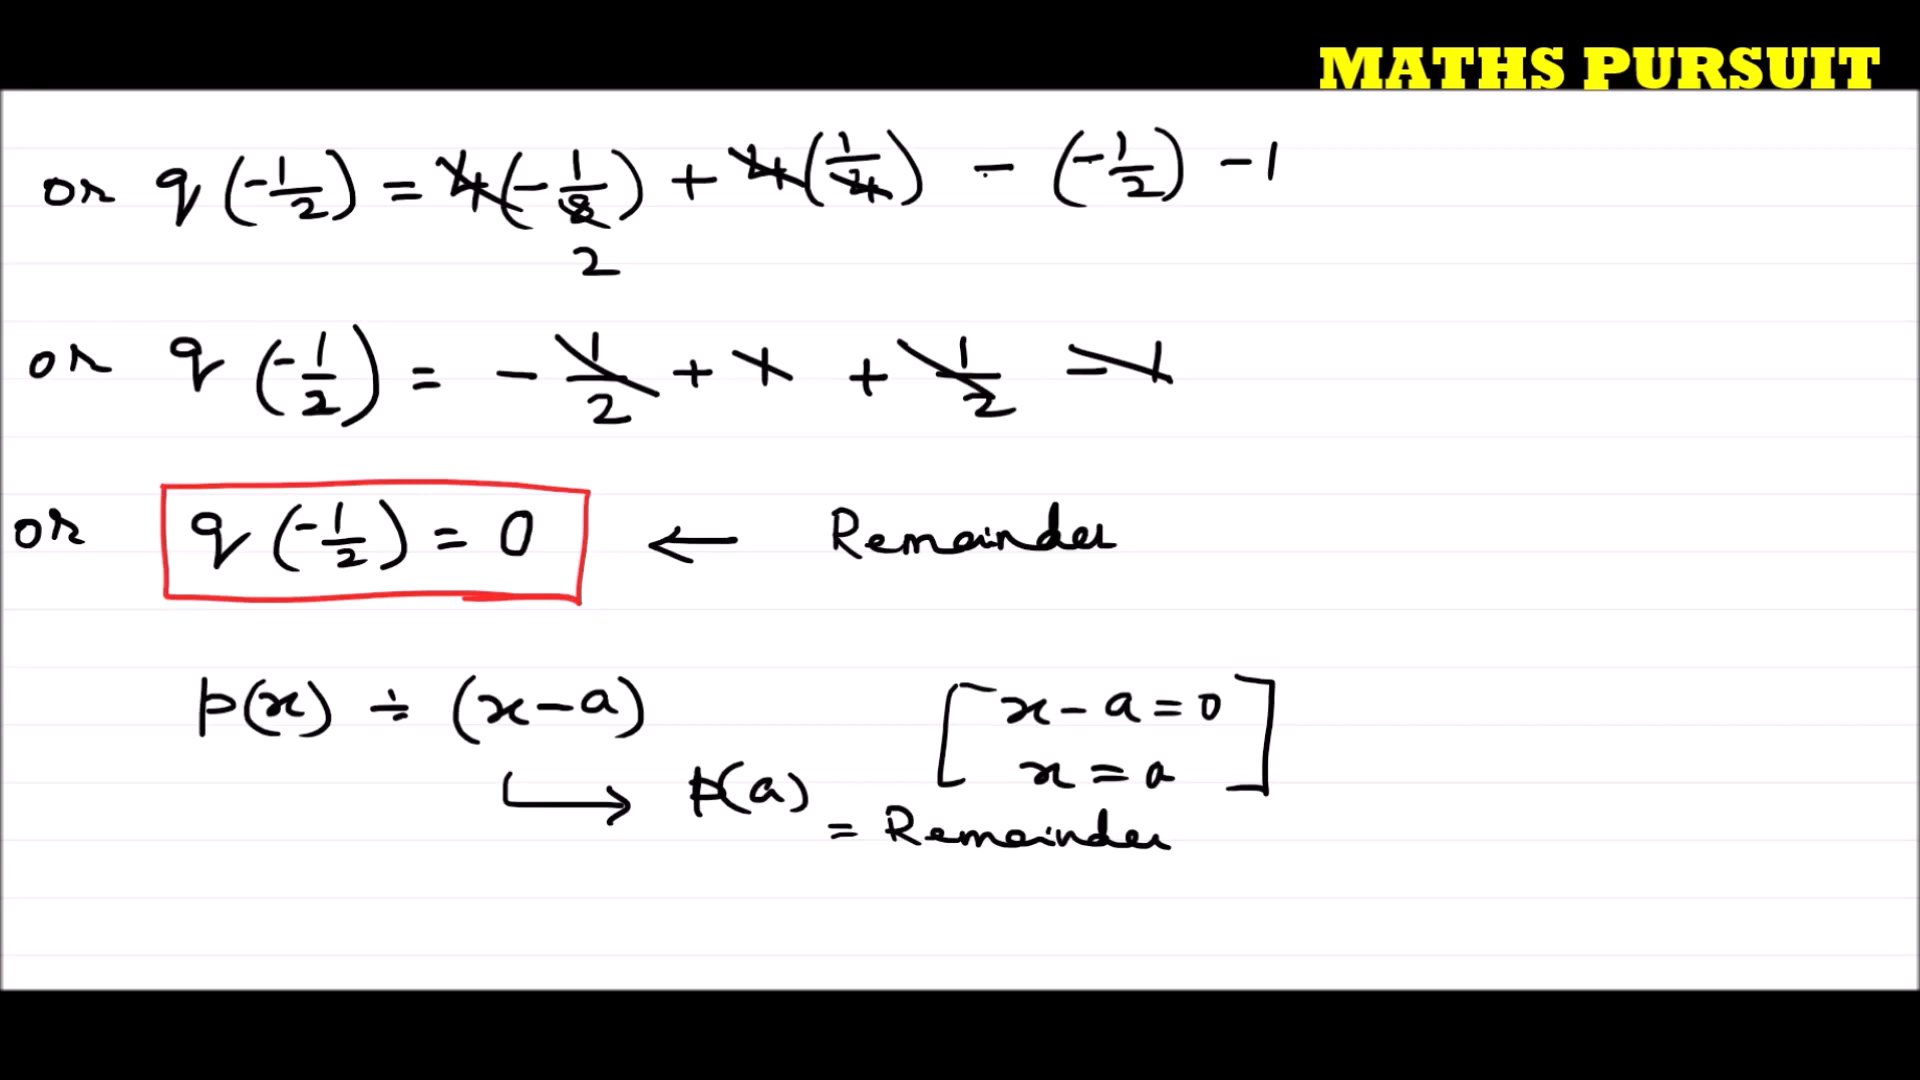 MATHS PURSUIT
or q(-1/2) = 4(-1/8) + 4(1/4) - (-1/2) - 1
2
or q(-1/2) = - 1/2 + 1 + 1/2 - 1
or q(-1/2) = 0 ← Remainder
p(x) ÷ (x-a) [x-a=0
x=a]
↳ p(a)
= Remainder